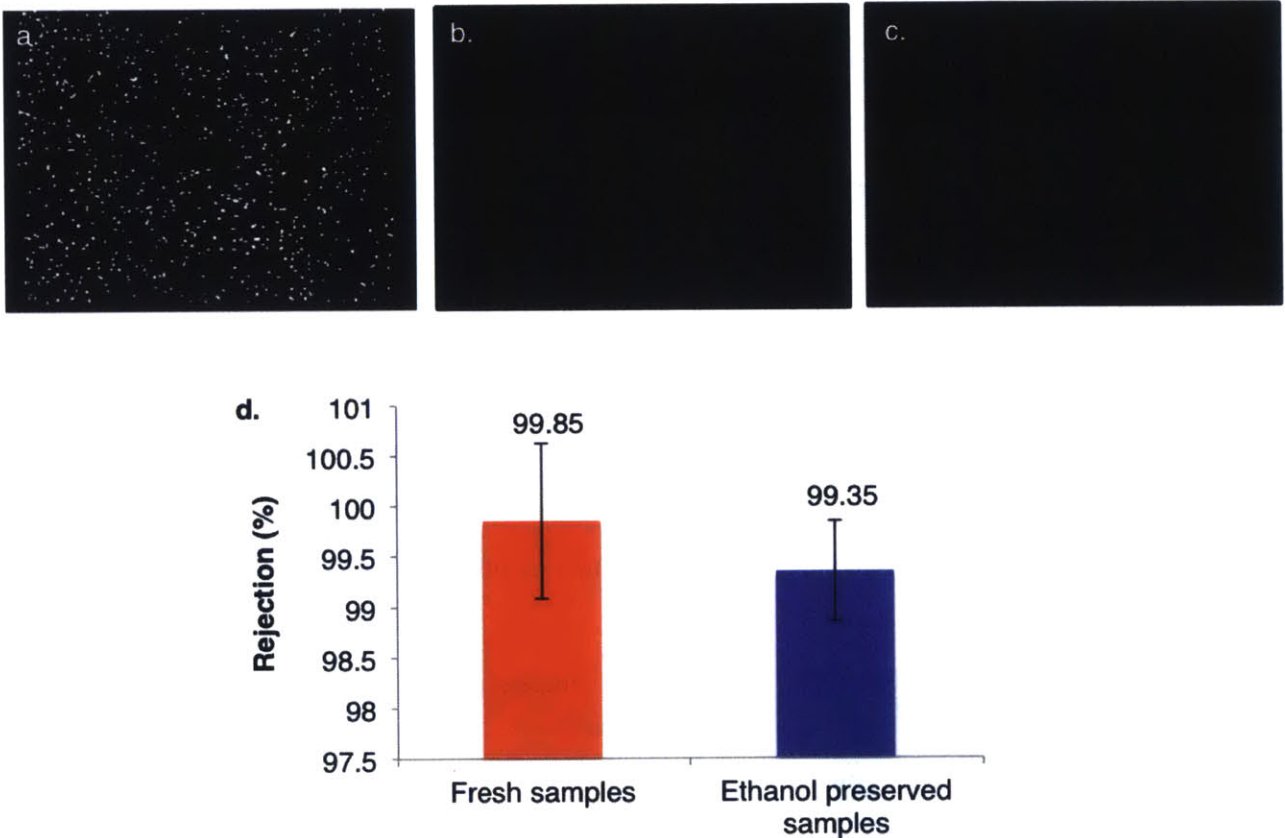 a
b.
c.
d.
101
100.5
100
99.5
99
98.5
98
97.5
Rejection (%)
99.85
99.35
Fresh samples
Ethanol preserved
samples